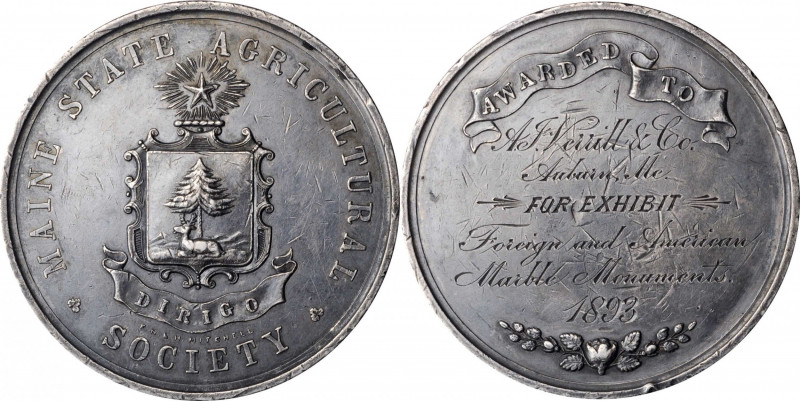 MAINE STATE AGRICULTURAL
SOCIETY
DIRIGO
MITCHELL
AWARDED TO
A.J. Verrill & Co.
Auburn, Me.
FOR EXHIBIT
Foreign and American
Marble Monuments.
1893